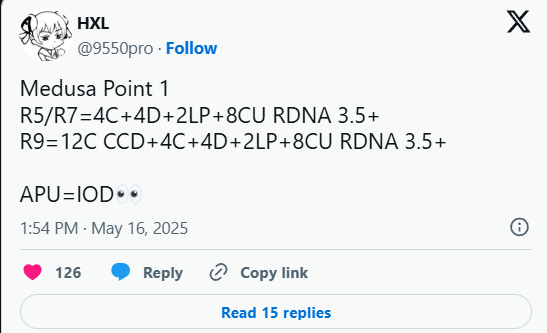 HXL
@9550pro · Follow
Medusa Point 1
R5/R7=4C+4D+2LP+8CU RDNA 3.5+
R9=12C CCD+4C+4D+2LP+8CU RDNA 3.5+
APU=IOD👀
1:54 PM · May 16, 2025
126 Reply Copy link
Read 15 replies